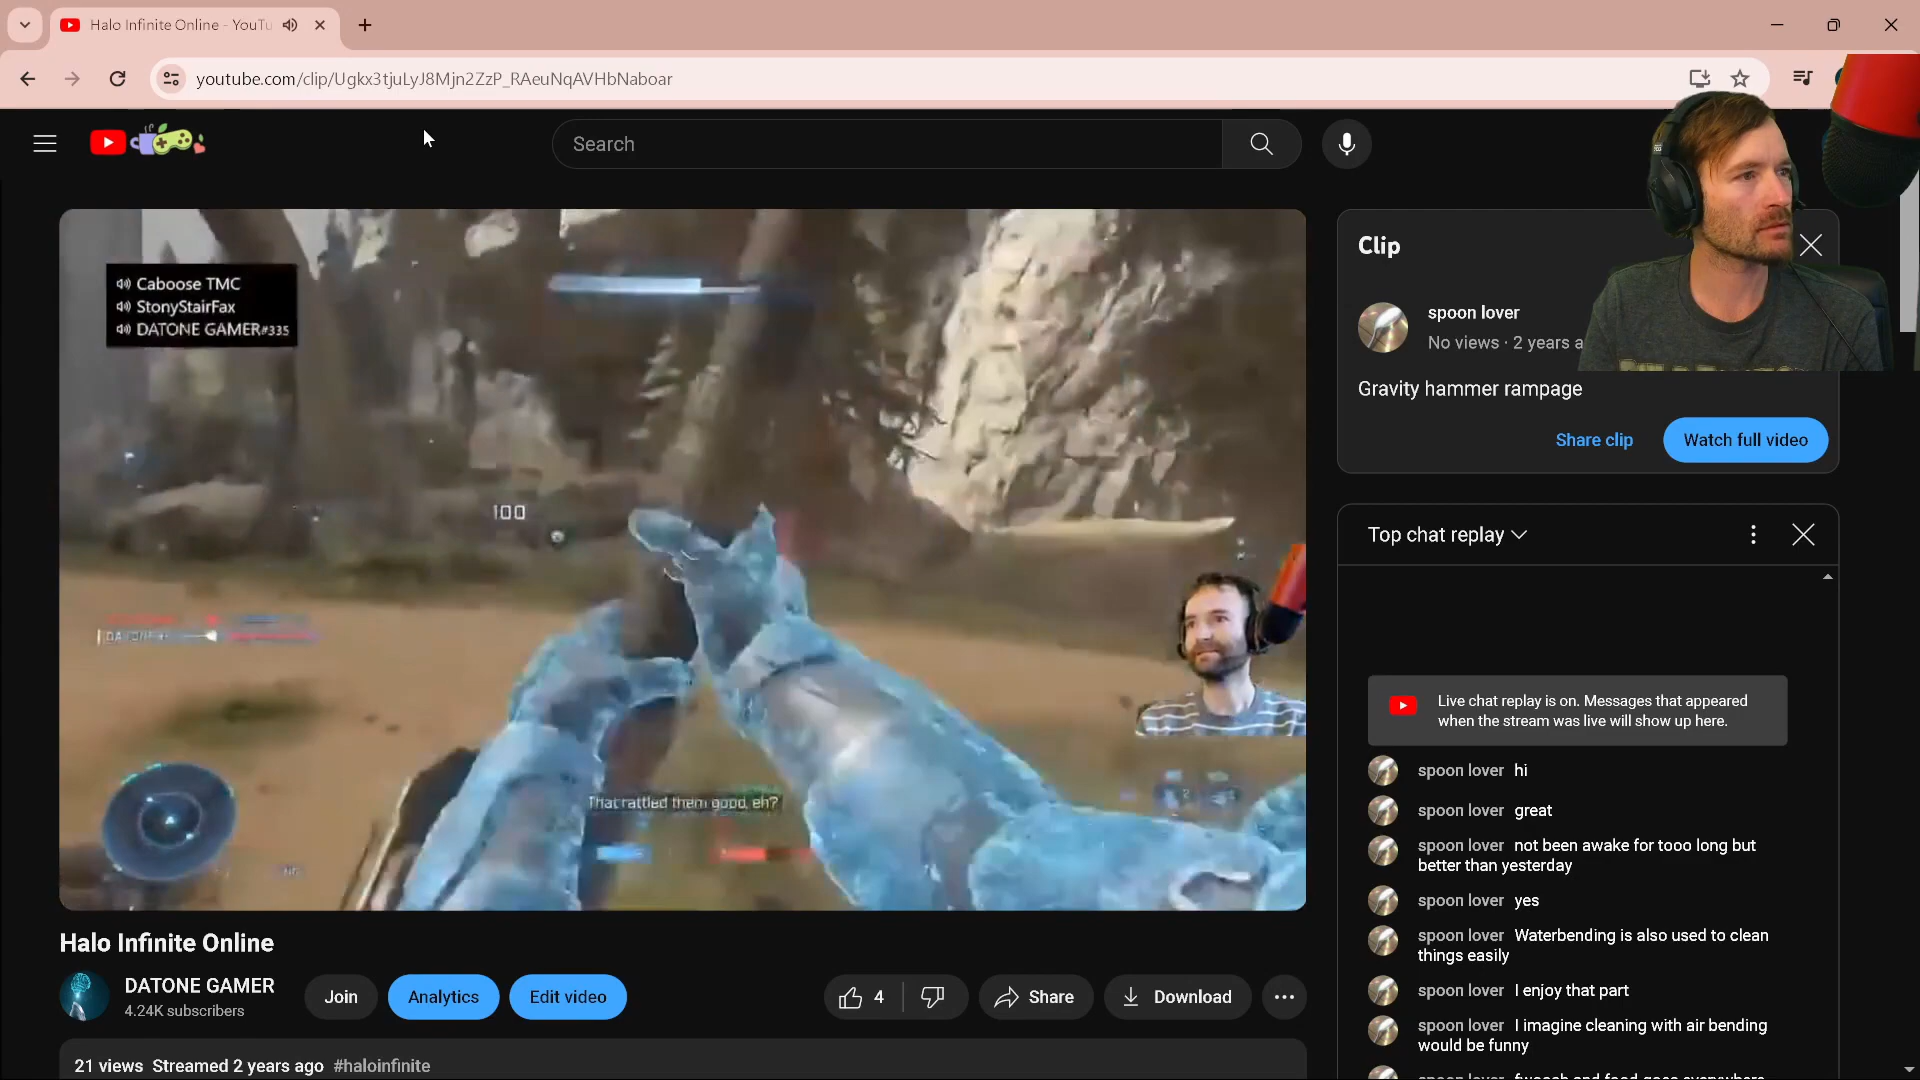 Halo Infinite Online - YouTu
youtube.com/clip/Ugkx3tjuLyJ8Mjn2ZzP_RAeuNqAVHbNaboar
Search
Caboose TMC
StonyStairFax
DATONE GAMER#335
100
That rattled them good, eh?
Clip
spoon lover
No views · 2 years a
Gravity hammer rampage
Share clip
Watch full video
Top chat replay
Live chat replay is on. Messages that appeared
when the stream was live will show up here.
spoon lover hi
spoon lover great
spoon lover not been awake for tooo long but
better than yesterday
spoon lover yes
spoon lover Waterbending is also used to clean
things easily
spoon lover I enjoy that part
spoon lover I imagine cleaning with air bending
would be funny
Halo Infinite Online
DATONE GAMER
4.24K subscribers
Join
Analytics
Edit video
4
Share
Download
21 views Streamed 2 years ago #haloinfinite